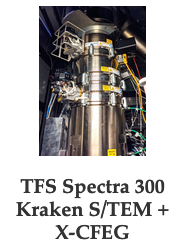 TFS Spectra 300
Kraken S/TEM +
X-CFEG